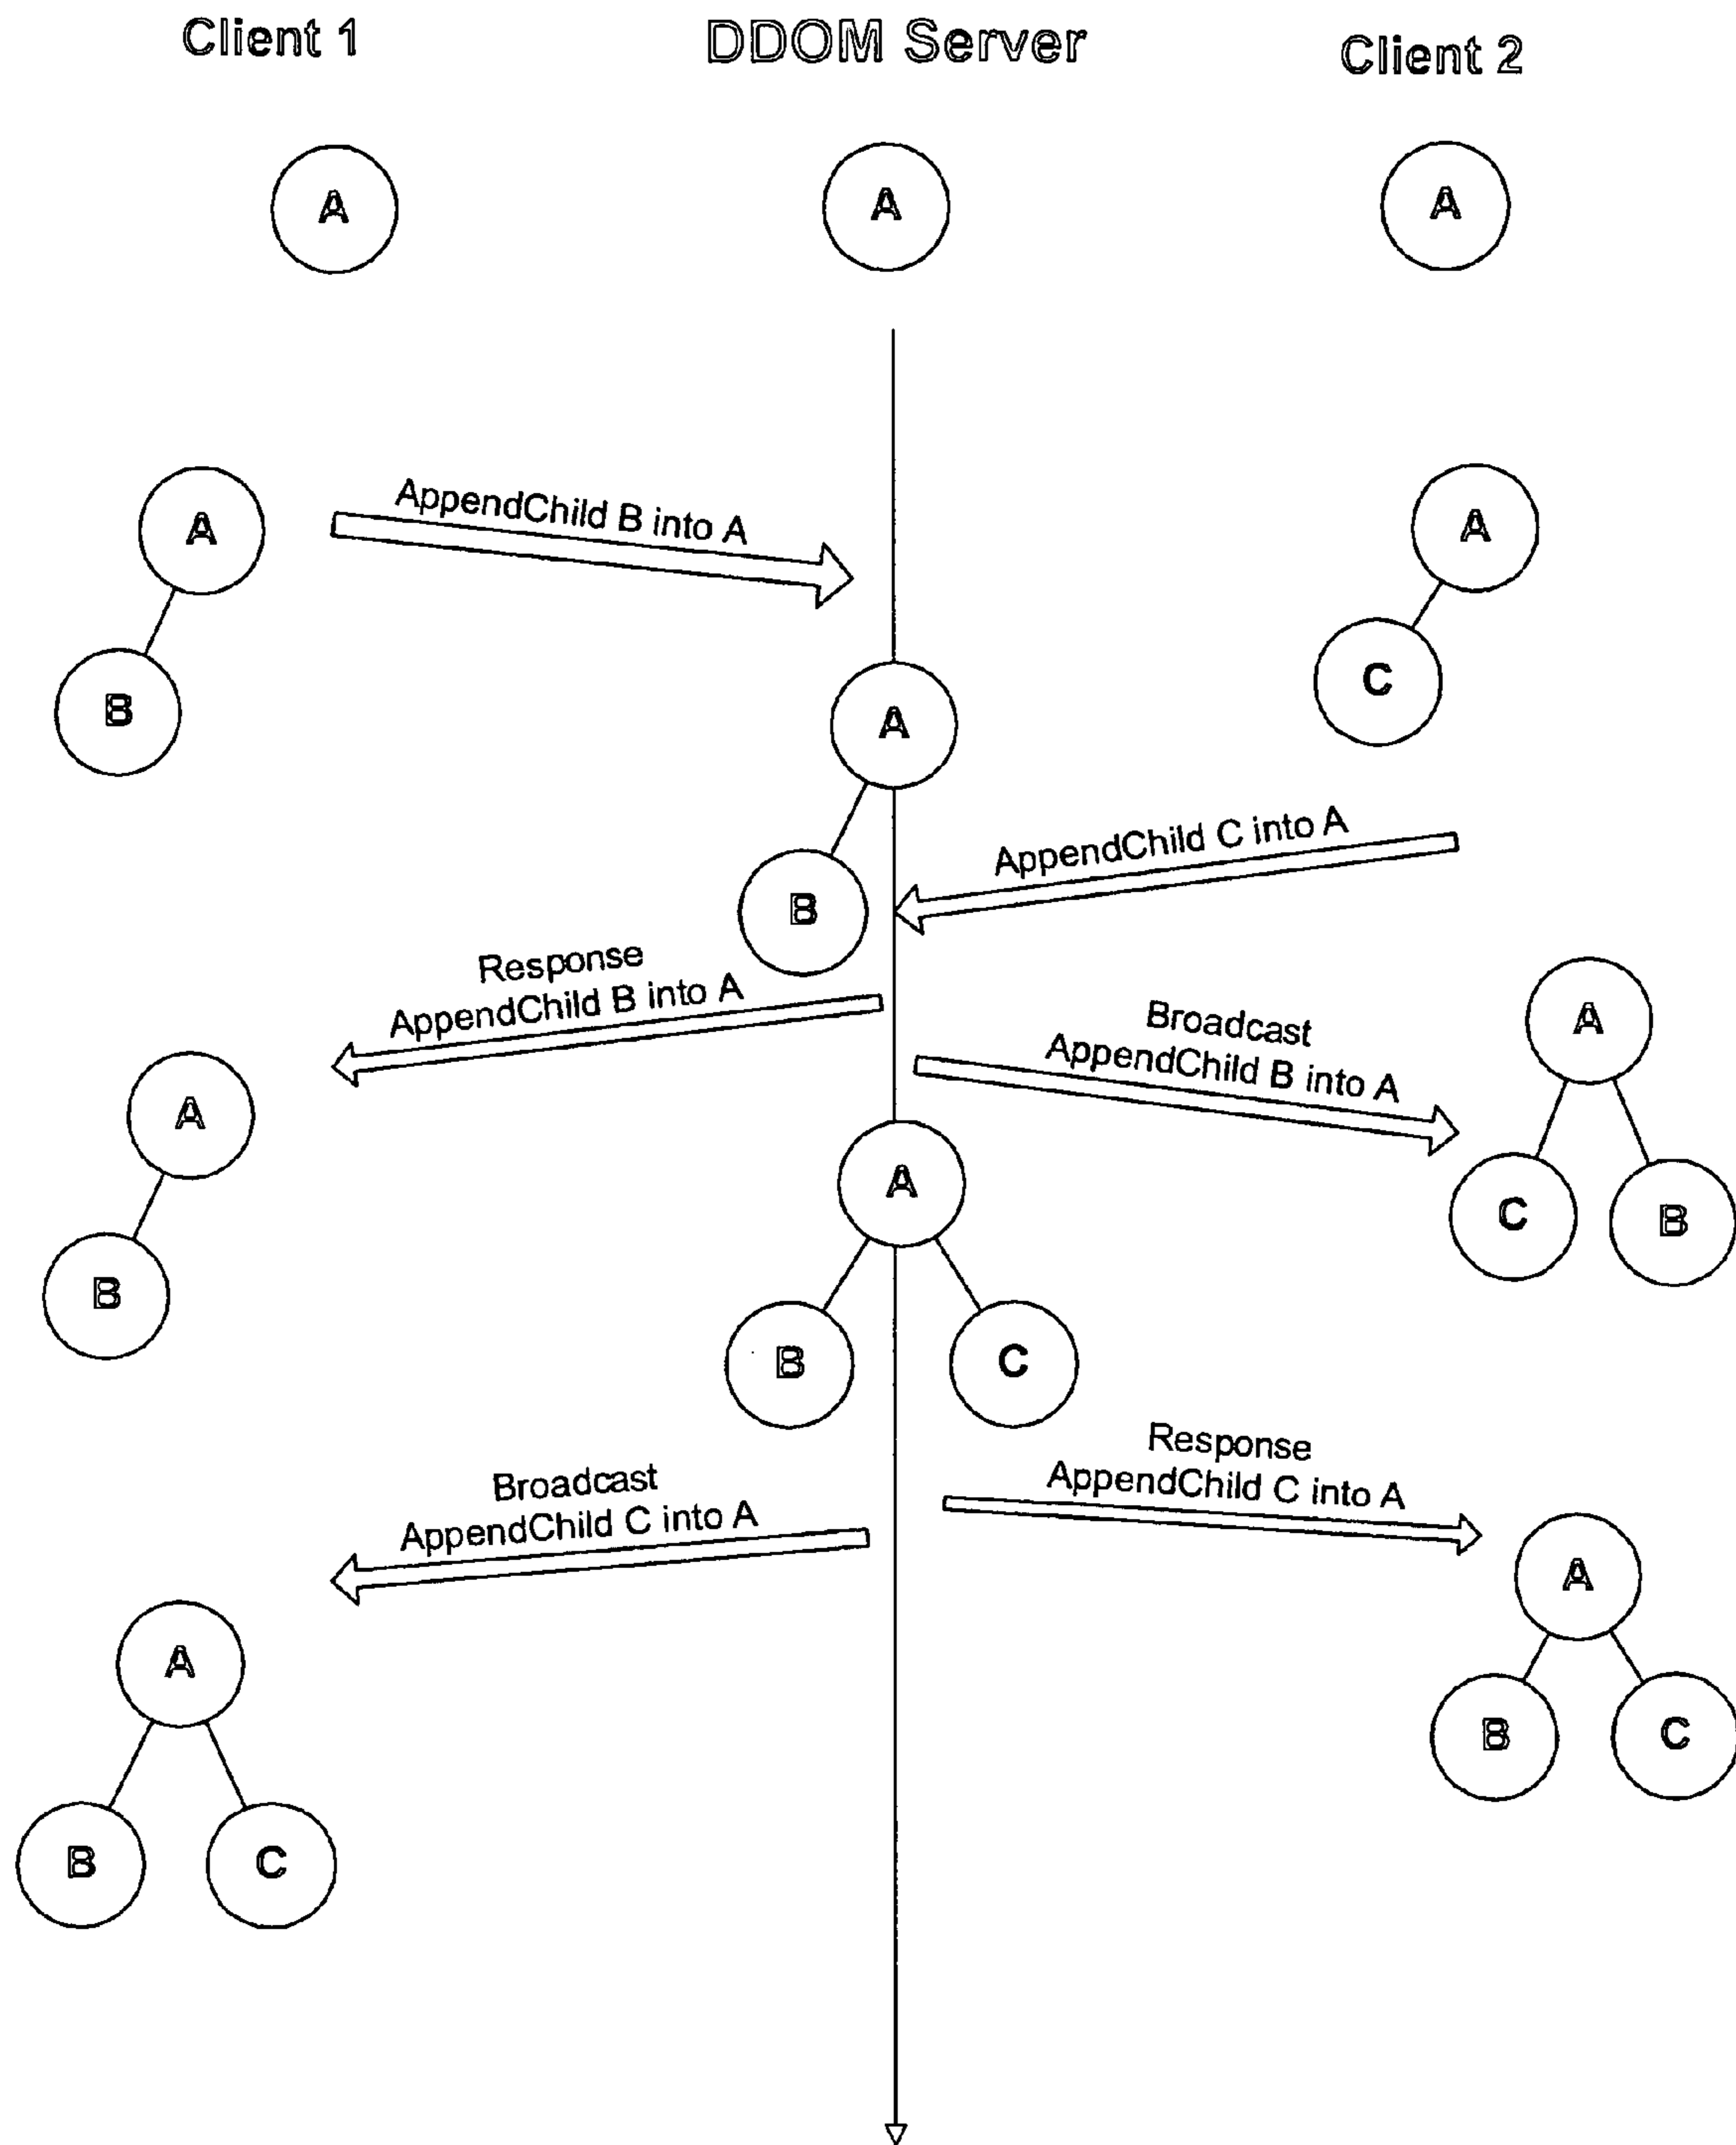 Client 1
DDOM Server
Client 2
A
A
A
A
AppendChild B into A
A
B
C
A
B
AppendChild C into A
Response
AppendChild B into A
Broadcast
AppendChild B into A
A
A
B
C
B
A
B
C
Response
AppendChild C into A
Broadcast
AppendChild C into A
A
B
C
A
B
C